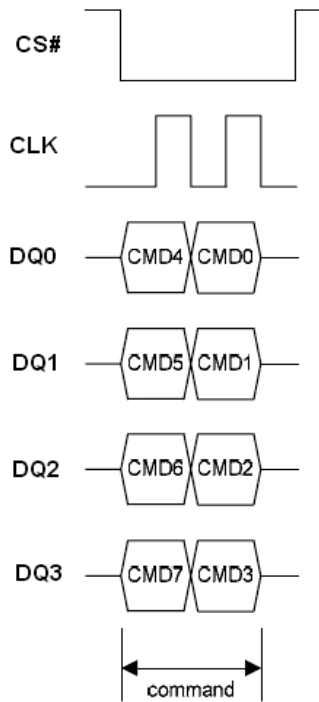 CS#
CLK
DQ0 CMD4 CMD0
DQ1 CMD5 CMD1
DQ2 CMD6 CMD2
DQ3 CMD7 CMD3
command